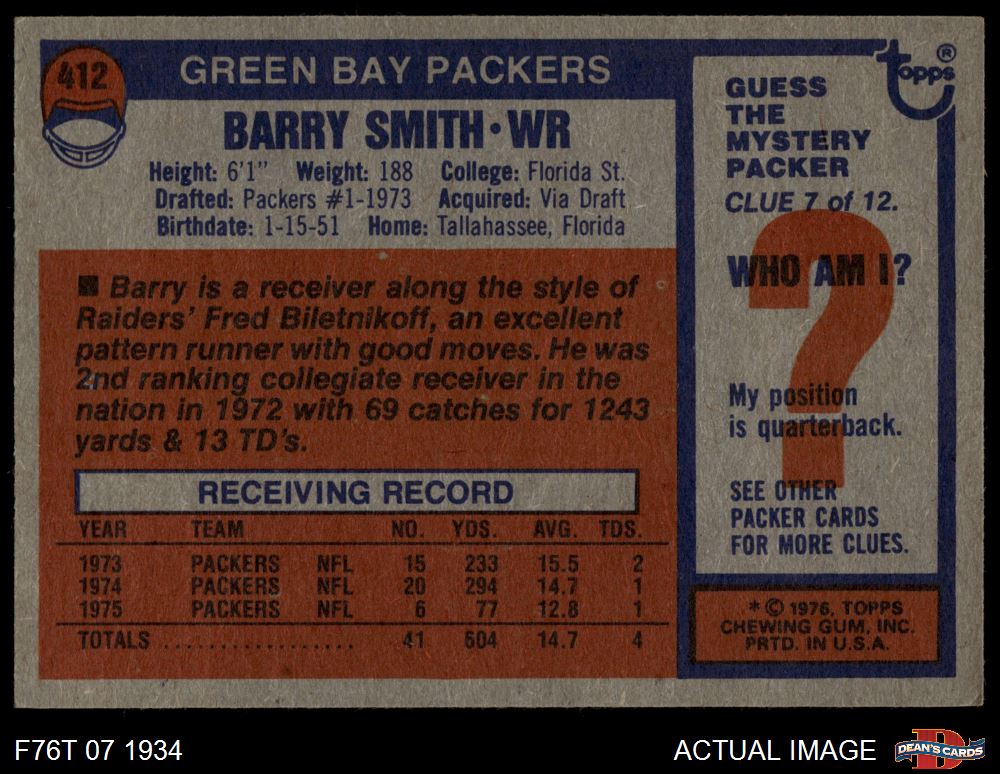 412
GREEN BAY PACKERS
BARRY SMITH • WR
Height: 6'1" Weight: 188 College: Florida St.
Drafted: Packers #1-1973 Acquired: Via Draft
Birthdate: 1-15-51 Home: Tallahassee, Florida
■ Barry is a receiver along the style of
Raiders' Fred Biletnikoff, an excellent
pattern runner with good moves. He was
2nd ranking collegiate receiver in the
nation in 1972 with 69 catches for 1243
yards & 13 TD's.
RECEIVING RECORD
YEAR TEAM NO. YDS. AVG. TDS.
1973 PACKERS NFL 15 233 15.5 2
1974 PACKERS NFL 20 294 14.7 1
1975 PACKERS NFL 6 77 12.8 1
TOTALS .................. 41 604 14.7 4
topps ®
GUESS
THE
MYSTERY
PACKER
CLUE 7 of 12.
?
WHO AM I?
My position
is quarterback.
SEE OTHER
PACKER CARDS
FOR MORE CLUES.
* © 1976, TOPPS
CHEWING GUM, INC.
PRTD. IN U.S.A.
F76T 07 1934
ACTUAL IMAGE
D
DEAN'S CARDS